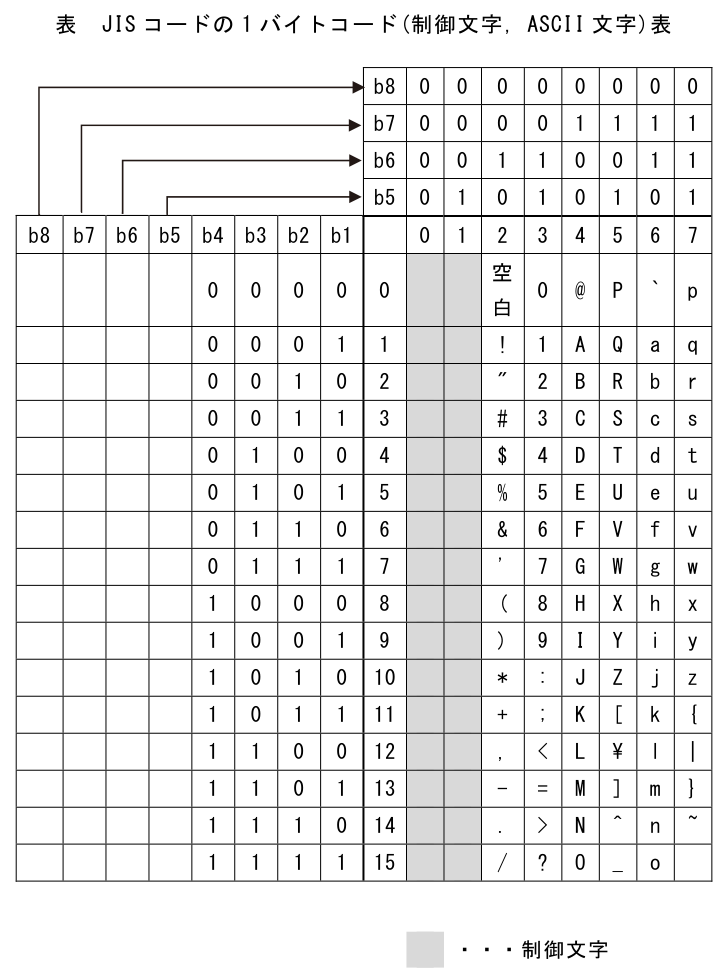 表 JISコードの1バイトコード(制御文字, ASCII文字)表
b8 0 0 0 0 0 0 0 0
b7 0 0 0 0 1 1 1 1
b6 0 0 1 1 0 0 1 1
b5 0 1 0 1 0 1 0 1
b8 b7 b6 b5 b4 b3 b2 b1 0 1 2 3 4 5 6 7
0 0 0 0 0 空白 0 @ P ` p
0 0 0 1 1 ! 1 A Q a q
0 0 1 0 2 ″ 2 B R b r
0 0 1 1 3 # 3 C S c s
0 1 0 0 4 $ 4 D T d t
0 1 0 1 5 % 5 E U e u
0 1 1 0 6 & 6 F V f v
0 1 1 1 7 ' 7 G W g w
1 0 0 0 8 ( 8 H X h x
1 0 0 1 9 ) 9 I Y i y
1 0 1 0 10 * : J Z j z
1 0 1 1 11 + ; K [ k {
1 1 0 0 12 , < L ¥ l |
1 1 0 1 13 - = M ] m }
1 1 1 0 14 . > N ^ n ~
1 1 1 1 15 / ? O _ o
・・・制御文字